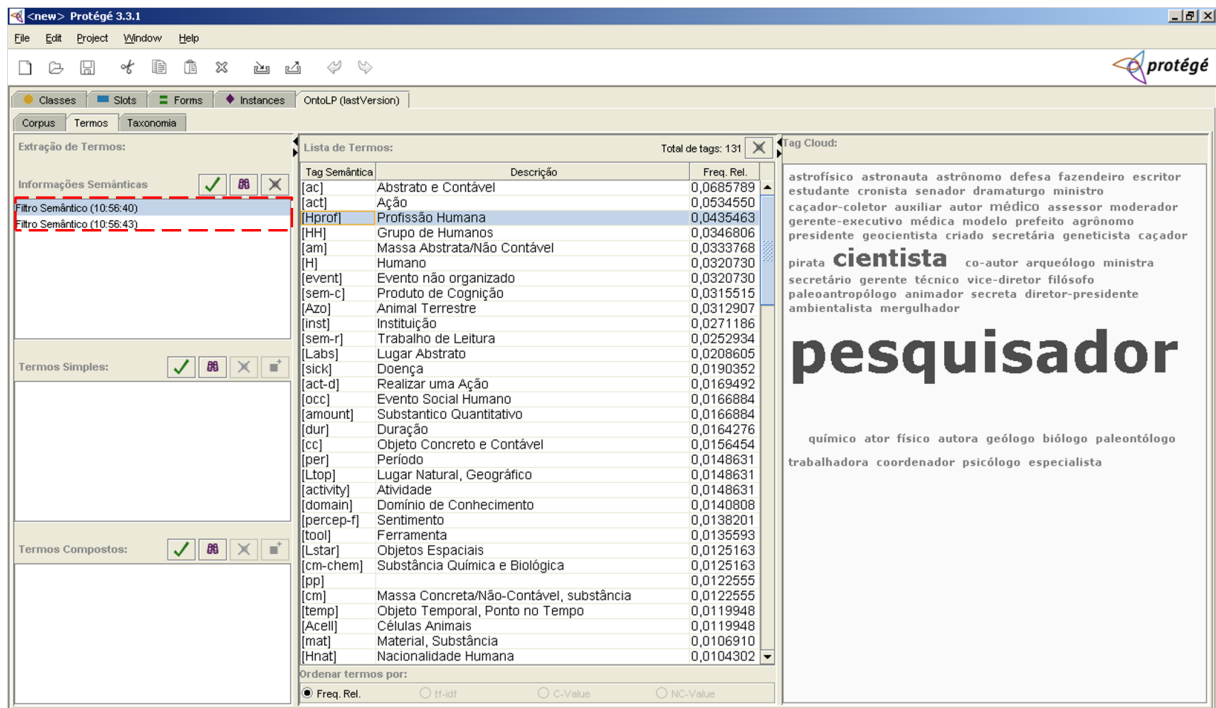 <new> Protégé 3.3.1
File Edit Project Window Help
protégé
Classes Slots Forms Instances OntoLP (lastVersion)
Corpus Termos Taxonomia
Extração de Termos:
Informações Semânticas
Filtro Semântico (10:56:40)
Filtro Semântico (10:56:43)
Termos Simples:
Termos Compostos:
Lista de Termos: Total de tags: 131
Tag Semântica Descrição Freq. Rel.
[ac] Abstrato e Contável 0,0685789
[act] Ação 0,0534550
[Hprof] Profissão Humana 0,0435463
[HH] Grupo de Humanos 0,0346806
[am] Massa Abstrata/Não Contável 0,0333768
[H] Humano 0,0320730
[event] Evento não organizado 0,0320730
[sem-c] Produto de Cognição 0,0315515
[Azo] Animal Terrestre 0,0312907
[inst] Instituição 0,0271186
[sem-r] Trabalho de Leitura 0,0252934
[Labs] Lugar Abstrato 0,0208605
[sick] Doença 0,0190352
[act-d] Realizar uma Ação 0,0169492
[occ] Evento Social Humano 0,0166884
[amount] Substantico Quantitativo 0,0166884
[dur] Duração 0,0164276
[cc] Objeto Concreto e Contável 0,0156454
[per] Período 0,0148631
[Ltop] Lugar Natural, Geográfico 0,0148631
[activity] Atividade 0,0148631
[domain] Domínio de Conhecimento 0,0140808
[percep-f] Sentimento 0,0138201
[tool] Ferramenta 0,0135593
[Lstar] Objetos Espaciais 0,0125163
[cm-chem] Substância Química e Biológica 0,0125163
[pp] 0,0122555
[cm] Massa Concreta/Não-Contável, substância 0,0122555
[temp] Objeto Temporal, Ponto no Tempo 0,0119948
[Acell] Células Animais 0,0119948
[mat] Material, Substância 0,0106910
[Hnat] Nacionalidade Humana 0,0104302
Ordenar termos por:
Freq. Rel. tf-idf C-Value NC-Value
Tag Cloud:
astrofísico astronauta astrônomo defesa fazendeiro escritor
estudante cronista senador dramaturgo ministro
caçador-coletor auxiliar autor médico assessor moderador
gerente-executivo médica modelo prefeito agrônomo
presidente geocientista criado secretária geneticista caçador
pirata cientista co-autor arqueólogo ministra
secretário gerente técnico vice-diretor filósofo
paleoantropólogo animador secreta diretor-presidente
ambientalista mergulhador
pesquisador
químico ator físico autora geólogo biólogo paleontólogo
trabalhadora coordenador psicólogo especialista